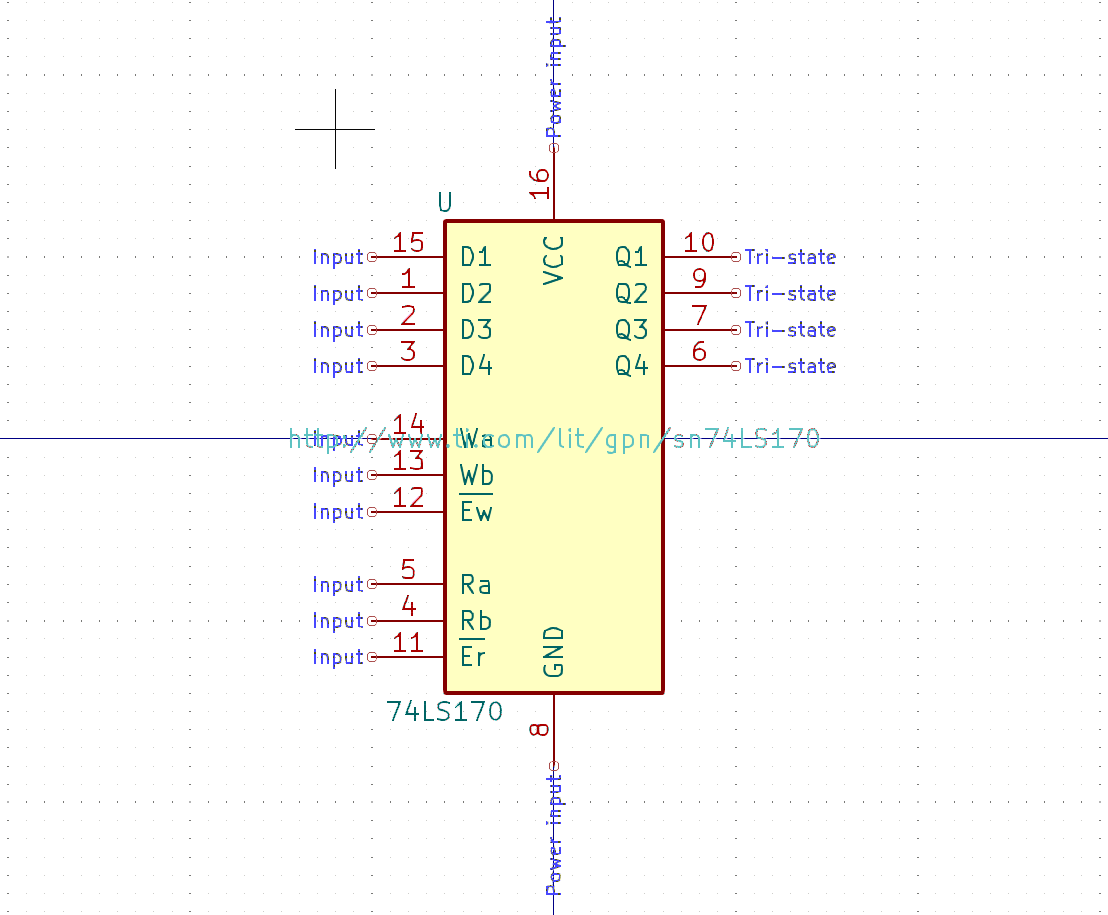 Power input
16
U
VCC
Input 15 D1 Q1 10 Tri-state
Input 1 D2 Q2 9 Tri-state
Input 2 D3 Q3 7 Tri-state
Input 3 D4 Q4 6 Tri-state
Input 14 Wa
http://www.ti.com/lit/gpn/sn74LS170
Input 13 Wb
Input 12 Ew
Input 5 Ra
Input 4 Rb
Input 11 Er
GND
74LS170
8
Power input